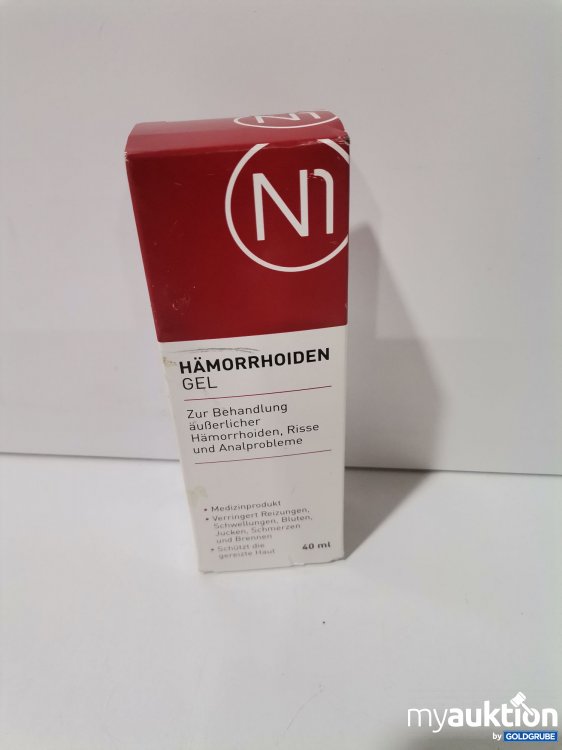 N1
N1
HÄMORRHOIDEN
GEL
Zur Behandlung
äußerlicher
Hämorrhoiden, Risse
und Analprobleme
• Medizinprodukt
• Verringert Reizungen,
Schwellungen, Bluten,
Jucken, Schmerzen
und Brennen
• Schützt die
gereizte Haut
40 ml
myauktion
by GOLDGRUBE